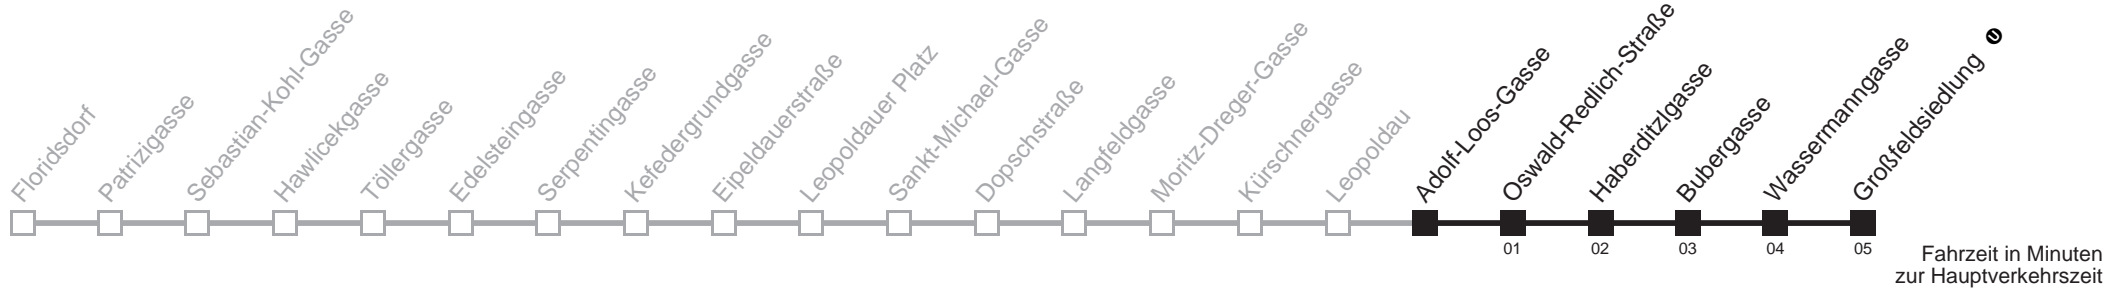 Floridsdorf
Patrizigasse
Sebastian-Kohl-Gasse
Hawlicekgasse
Töllergasse
Edelsteingasse
Serpentingasse
Kefedergrundgasse
Eipeldauerstraße
Leopoldauer Platz
Sankt-Michael-Gasse
Dopschstraße
Langfeldgasse
Moritz-Dreger-Gasse
Kürschnergasse
Leopoldau
Adolf-Loos-Gasse
Oswald-Redlich-Straße
Haberditzlgasse
Bubergasse
Wassermanngasse
Großfeldsiedlung U
01 02 03 04 05
Fahrzeit in Minuten
zur Hauptverkehrszeit